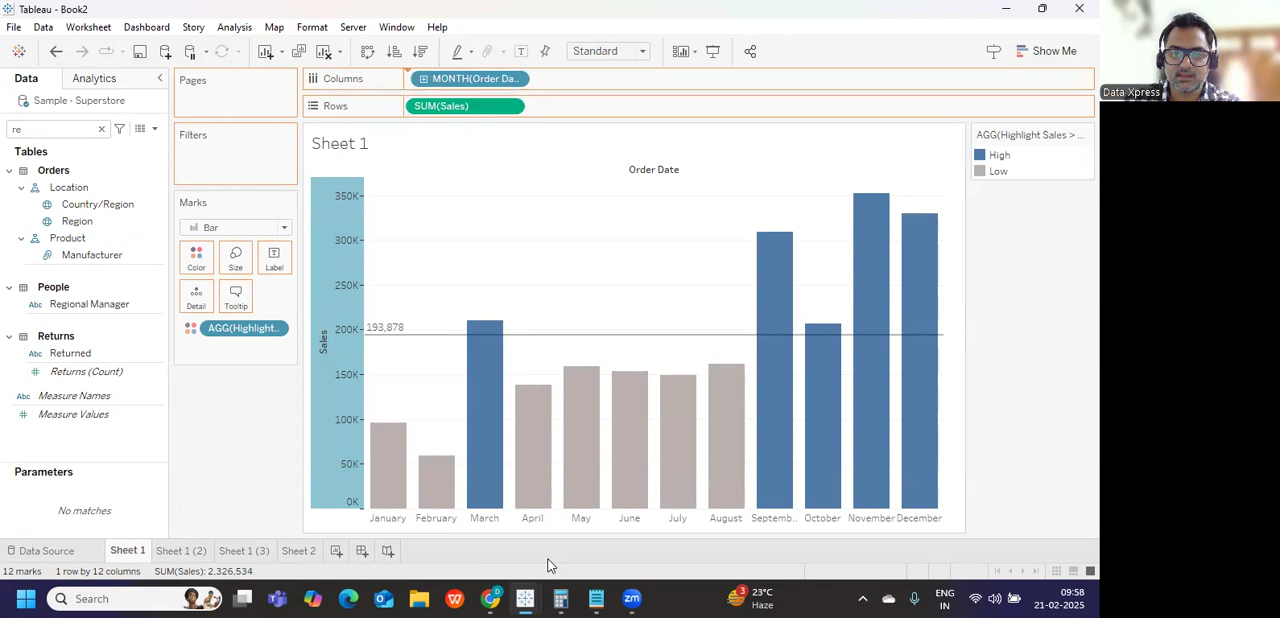 Tableau - Book2
File Data Worksheet Dashboard Story Analysis Map Format Server Window Help
Standard
Show Me
Data Analytics
Sample - Superstore
re
Tables
Orders
Location
Country/Region
Region
Product
Manufacturer
People
Abc Regional Manager
Returns
Abc Returned
# Returns (Count)
Abc Measure Names
# Measure Values
Parameters
No matches
Pages
Filters
Marks
Bar
Color Size Label
Detail Tooltip
AGG(Highlight..
Columns MONTH(Order Da..
Rows SUM(Sales)
Sheet 1
Order Date
Sales
350K
300K
250K
200K
150K
100K
50K
0K
193,878
January February March April May June July August Septemb.. October November December
AGG(Highlight Sales > ...
High
Low
Data Xpress
Data Source Sheet 1 Sheet 1 (2) Sheet 1 (3) Sheet 2
12 marks 1 row by 12 columns SUM(Sales): 2,326,534
Search
3
23°C
Haze
ENG
IN
09:58
21-02-2025